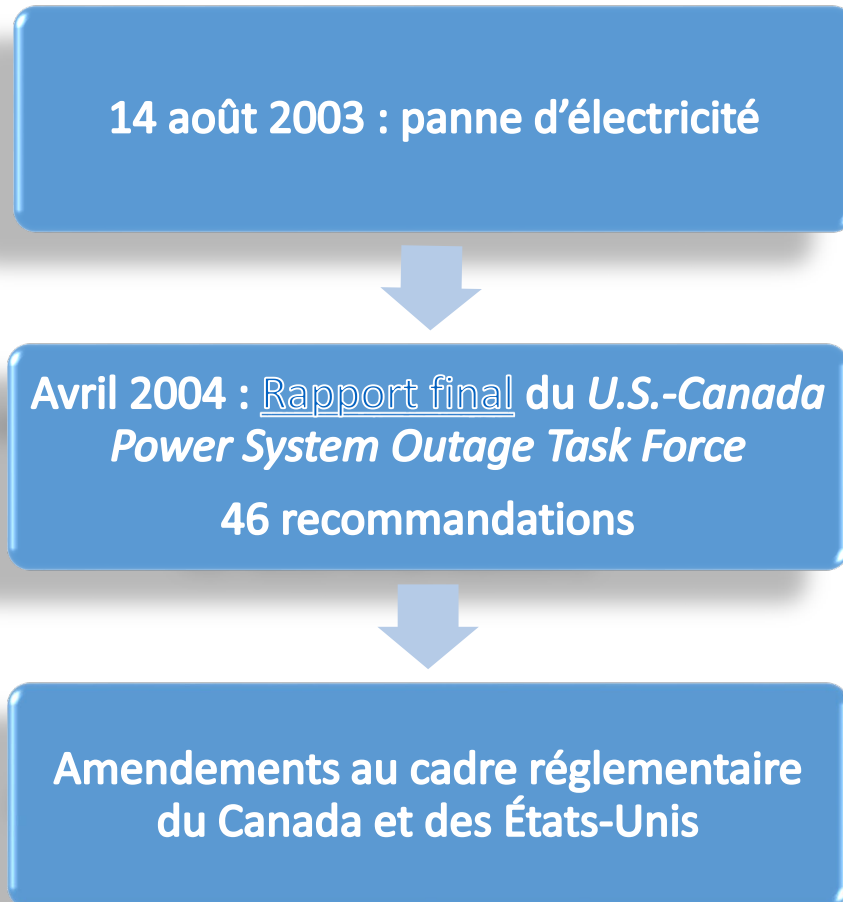 14 août 2003 : panne d’électricité
Avril 2004 : Rapport final du U.S.-Canada
Power System Outage Task Force
46 recommandations
Amendements au cadre réglementaire
du Canada et des États-Unis